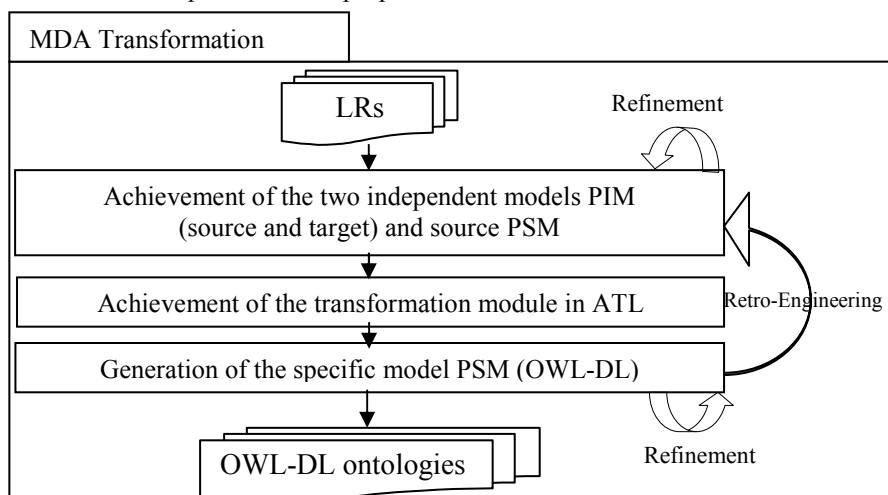 MDA Transformation
LRs
Refinement
Achievement of the two independent models PIM
(source and target) and source PSM
Achievement of the transformation module in ATL
Retro-Engineering
Generation of the specific model PSM (OWL-DL)
OWL-DL ontologies
Refinement